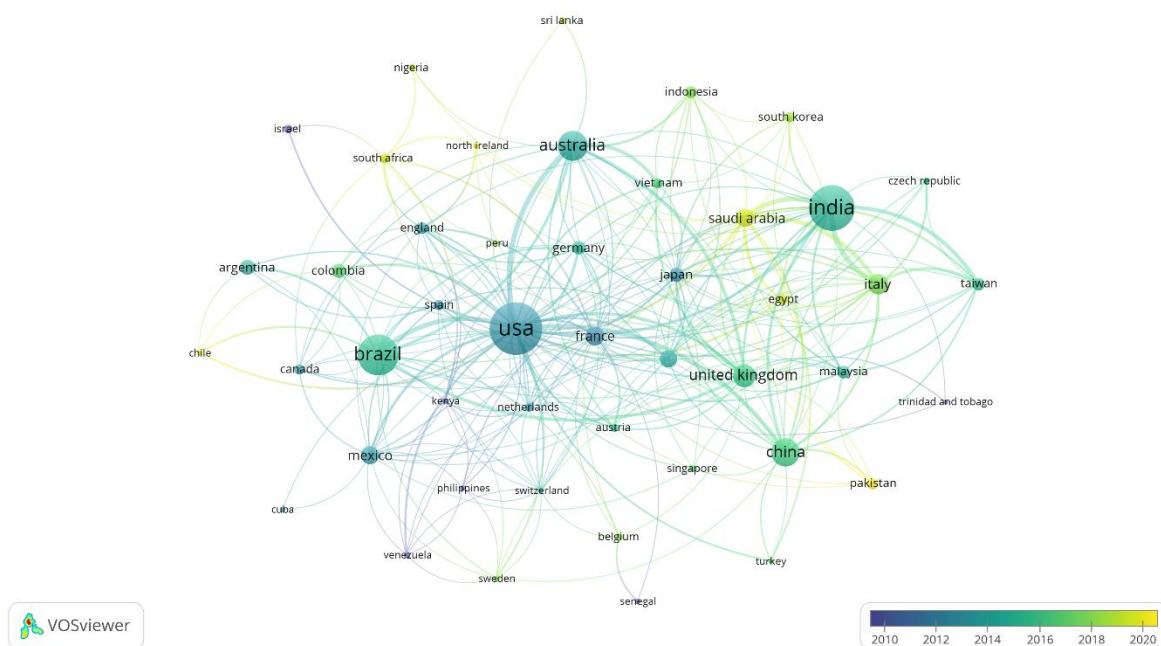 sri lanka
nigeria
indonesia
south korea
israel
australia
north ireland
south africa
viet nam
czech republic
india
saudi arabia
england
peru
germany
argentina
colombia
japan
italy
taiwan
egypt
spain
usa
france
chile
brazil
canada
united kingdom
malaysia
kenya
netherlands
trinidad and tobago
austria
mexico
china
singapore
pakistan
philippines
switzerland
cuba
belgium
venezuela
turkey
sweden
senegal
VOSviewer
2010 2012 2014 2016 2018 2020